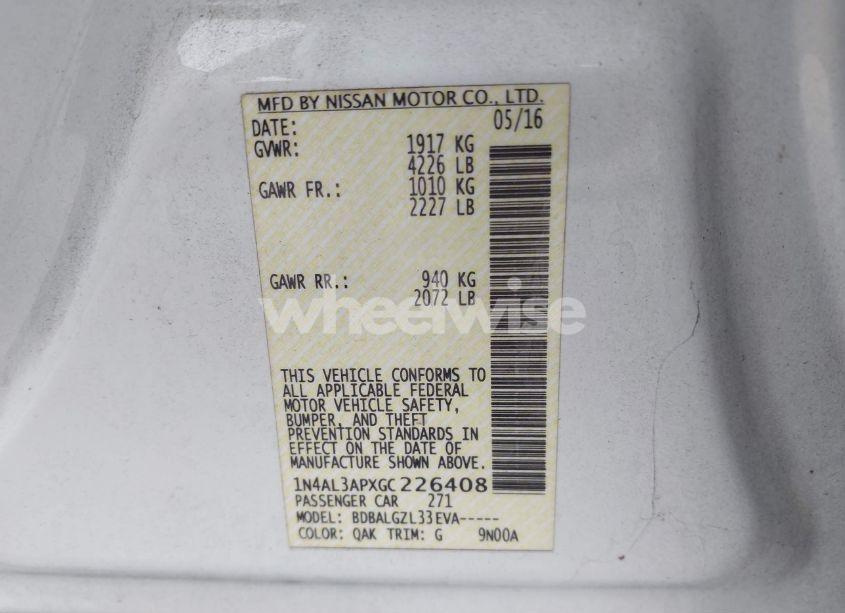 MFD BY NISSAN MOTOR CO., LTD.
DATE: 05/16
GVWR: 1917 KG
4226 LB
GAWR FR.: 1010 KG
2227 LB
GAWR RR.: 940 KG
2072 LB
wheelwise
THIS VEHICLE CONFORMS TO
ALL APPLICABLE FEDERAL
MOTOR VEHICLE SAFETY,
BUMPER, AND THEFT
PREVENTION STANDARDS IN
EFFECT ON THE DATE OF
MANUFACTURE SHOWN ABOVE.
1N4AL3APXGC226408
PASSENGER CAR 271
MODEL: BDBALGZL33EVA-----
COLOR: QAK TRIM: G 9N00A